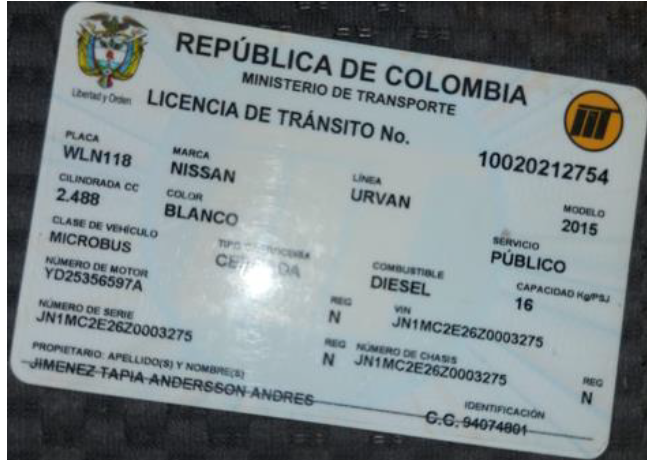 REPÚBLICA DE COLOMBIA
MINISTERIO DE TRANSPORTE
Libertad y Orden
LICENCIA DE TRÁNSITO No. 10020212754
PLACA MARCA LÍNEA MODELO
WLN118 NISSAN URVAN 2015
CILINDRADA CC COLOR SERVICIO
2.488 BLANCO PÚBLICO
CLASE DE VEHÍCULO TIPO CARROCERÍA COMBUSTIBLE CAPACIDAD Kg/PSJ
MICROBUS CERRADA DIESEL 16
NÚMERO DE MOTOR REG VIN
YD25356597A N JN1MC2E26Z0003275
NÚMERO DE SERIE REG NÚMERO DE CHASIS REG
JN1MC2E26Z0003275 N JN1MC2E26Z0003275 N
PROPIETARIO: APELLIDO(S) Y NOMBRE(S) IDENTIFICACIÓN
JIMENEZ TAPIA ANDERSSON ANDRES C.C. 94074801